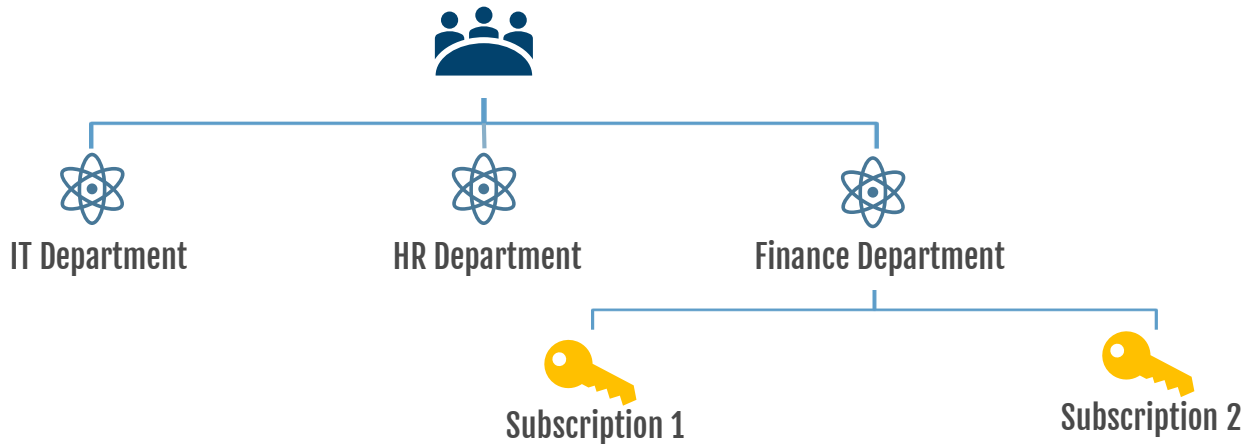 IT Department
HR Department
Finance Department
Subscription 1
Subscription 2